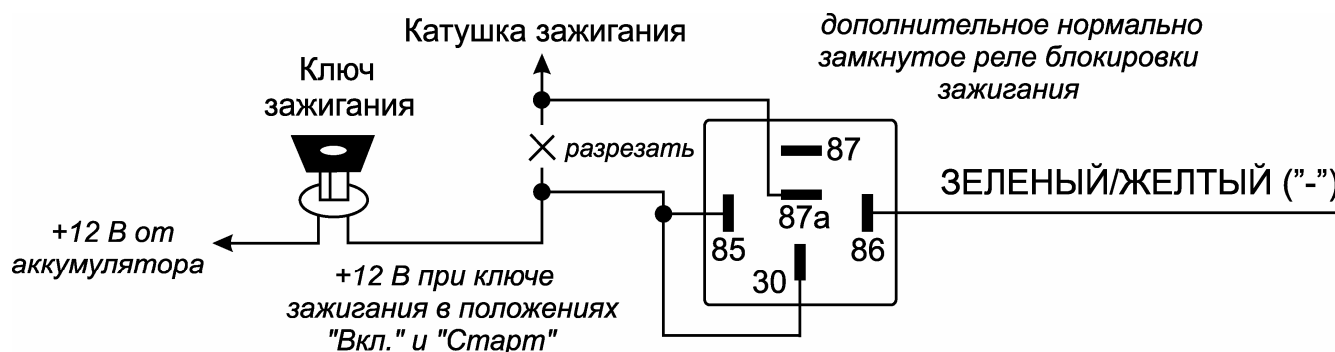 Катушка зажигания
дополнительное нормально
замкнутое реле блокировки
зажигания
Ключ
зажигания
разрезать
87
87а
85
86
30
ЗЕЛЕНЫЙ/ЖЕЛТЫЙ ("-")
+12 В от
аккумулятора
+12 В при ключе
зажигания в положениях
"Вкл." и "Старт"